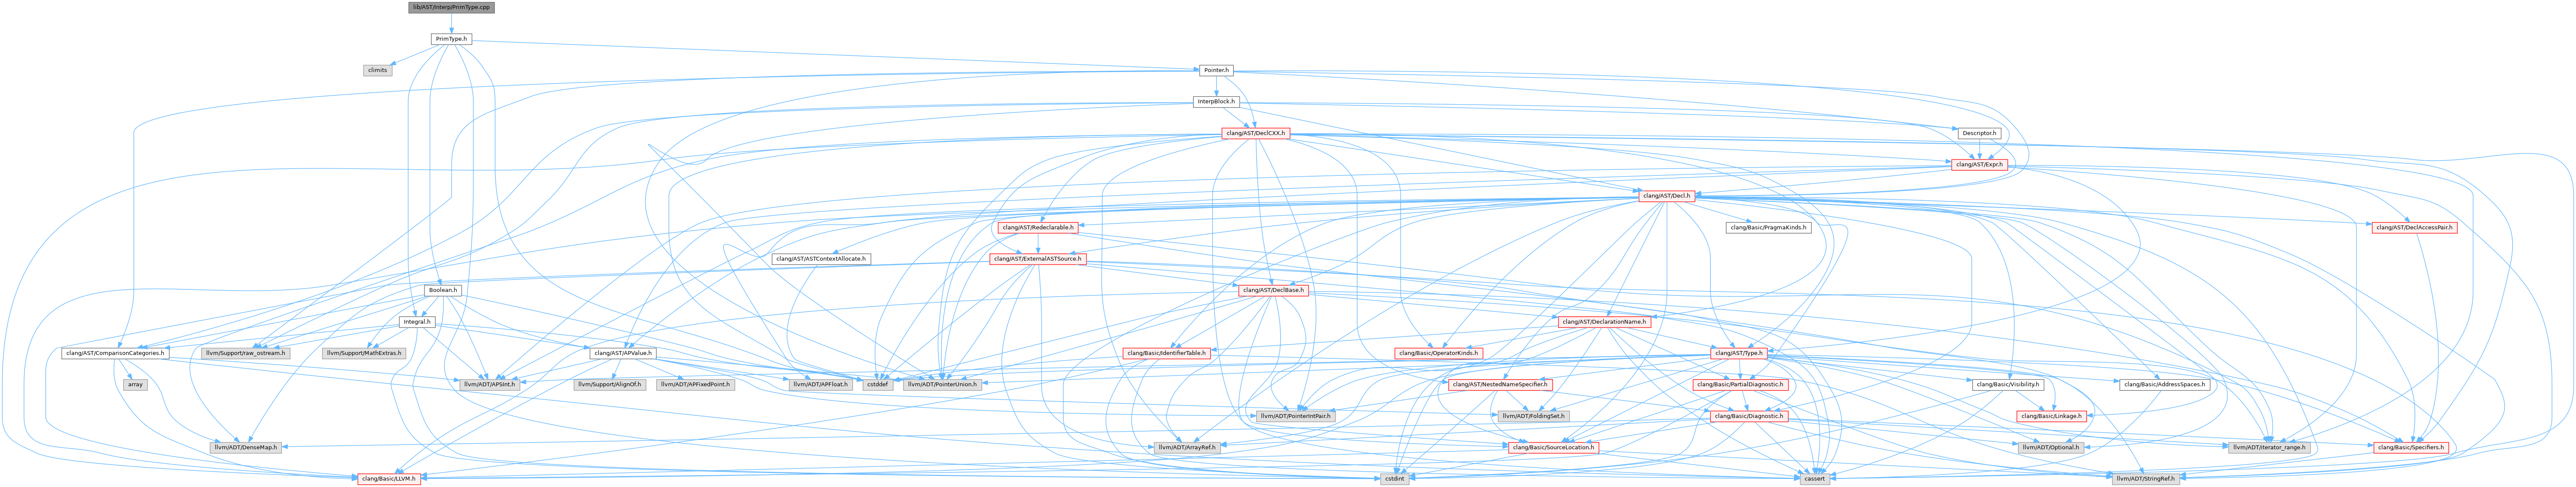 lib/AST/Interp/PrimType.cpp
PrimType.h
climits
Pointer.h
InterpBlock.h
clang/AST/DeclCXX.h
Descriptor.h
clang/AST/Expr.h
clang/AST/Decl.h
clang/AST/Redeclarable.h
clang/Basic/PragmaKinds.h
clang/AST/DeclAccessPair.h
clang/AST/ASTContextAllocate.h
clang/AST/ExternalASTSource.h
Boolean.h
clang/AST/DeclBase.h
Integral.h
clang/AST/DeclarationName.h
clang/AST/ComparisonCategories.h
llvm/Support/raw_ostream.h
llvm/Support/MathExtras.h
clang/AST/APValue.h
clang/Basic/IdentifierTable.h
clang/Basic/OperatorKinds.h
clang/AST/Type.h
array
llvm/ADT/APSInt.h
llvm/Support/AlignOf.h
llvm/ADT/APFixedPoint.h
llvm/ADT/APFloat.h
cstddef
llvm/ADT/PointerUnion.h
clang/AST/NestedNameSpecifier.h
clang/Basic/PartialDiagnostic.h
clang/Basic/Visibility.h
clang/Basic/AddressSpaces.h
llvm/ADT/PointerIntPair.h
llvm/ADT/FoldingSet.h
clang/Basic/Diagnostic.h
clang/Basic/Linkage.h
llvm/ADT/DenseMap.h
llvm/ADT/ArrayRef.h
clang/Basic/SourceLocation.h
llvm/ADT/Optional.h
llvm/ADT/iterator_range.h
clang/Basic/Specifiers.h
clang/Basic/LLVM.h
cstdint
cassert
llvm/ADT/StringRef.h